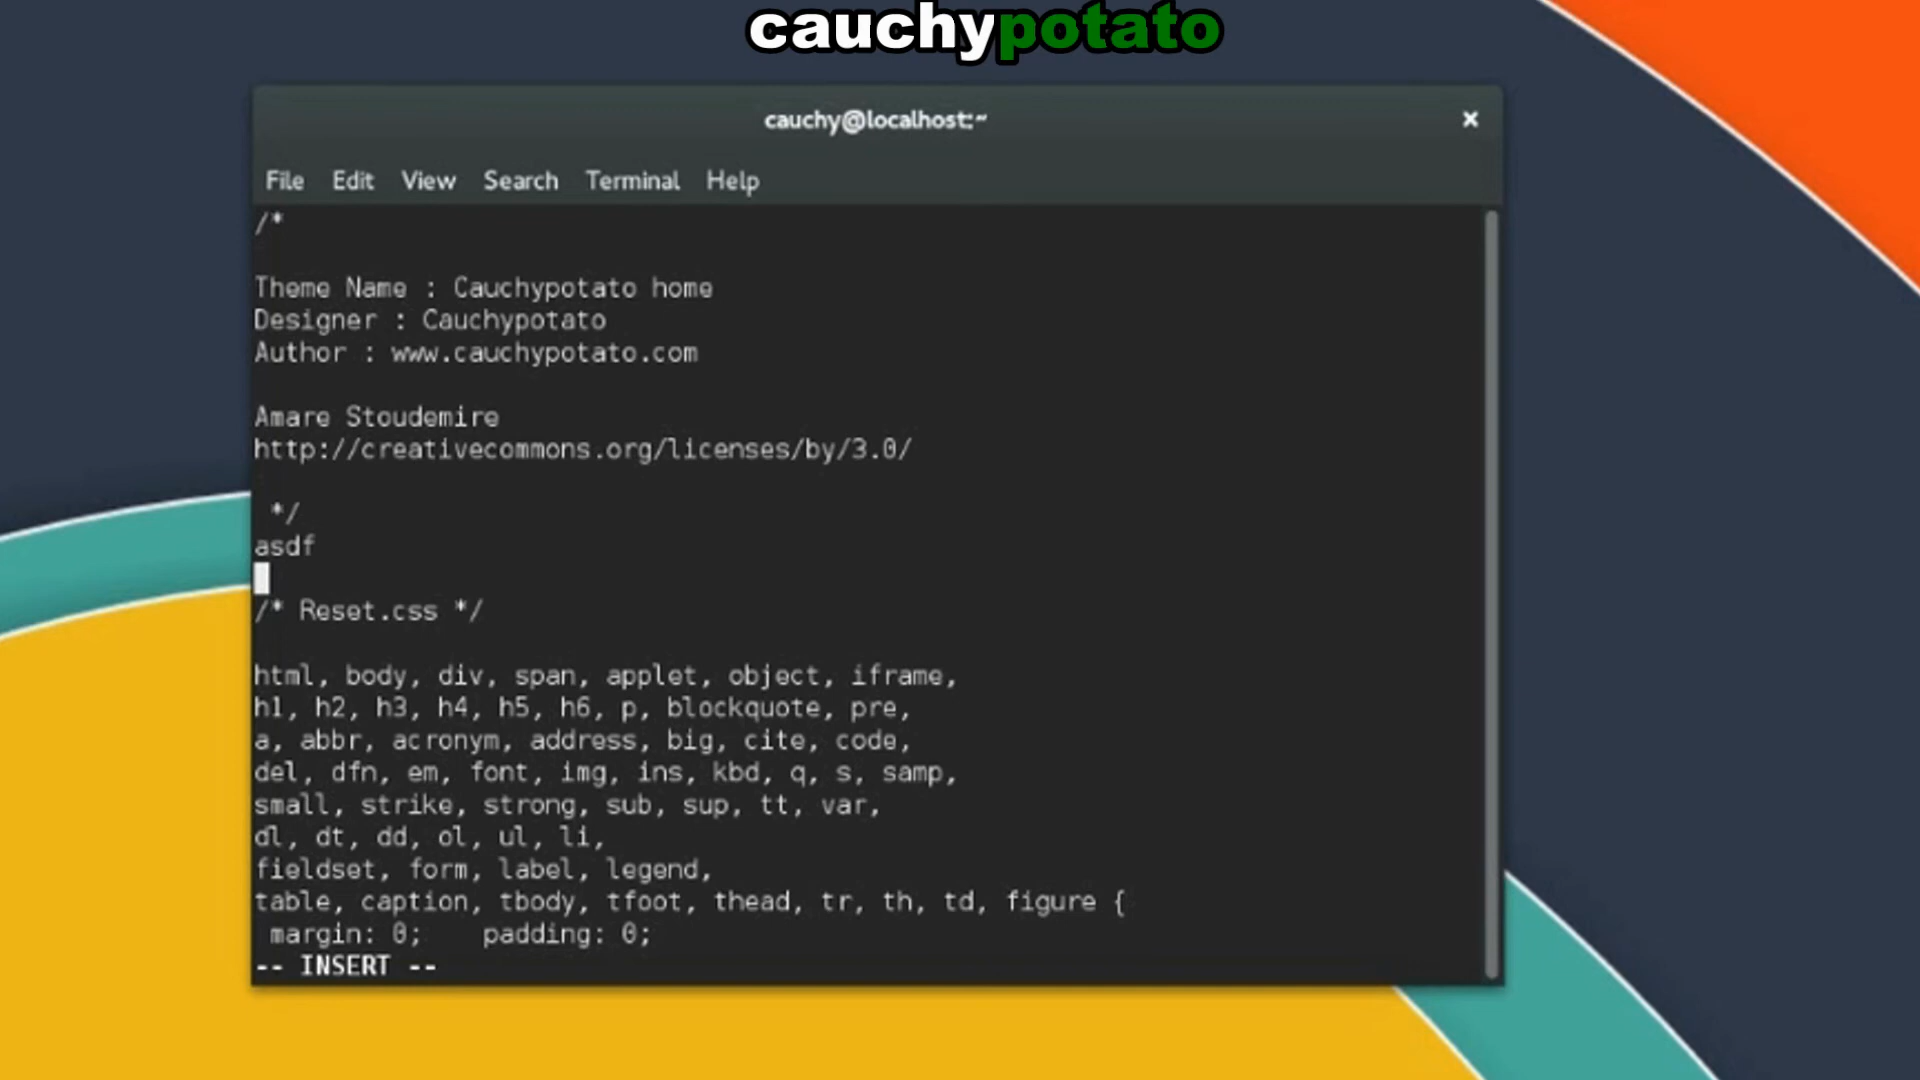 cauchypotato
cauchy@localhost:~
×
File Edit View Search Terminal Help
/*
Theme Name : Cauchypotato home
Designer : Cauchypotato
Author : www.cauchypotato.com
Amare Stoudemire
http://creativecommons.org/licenses/by/3.0/
*/
asdf
/* Reset.css */
html, body, div, span, applet, object, iframe,
h1, h2, h3, h4, h5, h6, p, blockquote, pre,
a, abbr, acronym, address, big, cite, code,
del, dfn, em, font, img, ins, kbd, q, s, samp,
small, strike, strong, sub, sup, tt, var,
dl, dt, dd, ol, ul, li,
fieldset, form, label, legend,
table, caption, tbody, tfoot, thead, tr, th, td, figure {
margin: 0;    padding: 0;
-- INSERT --